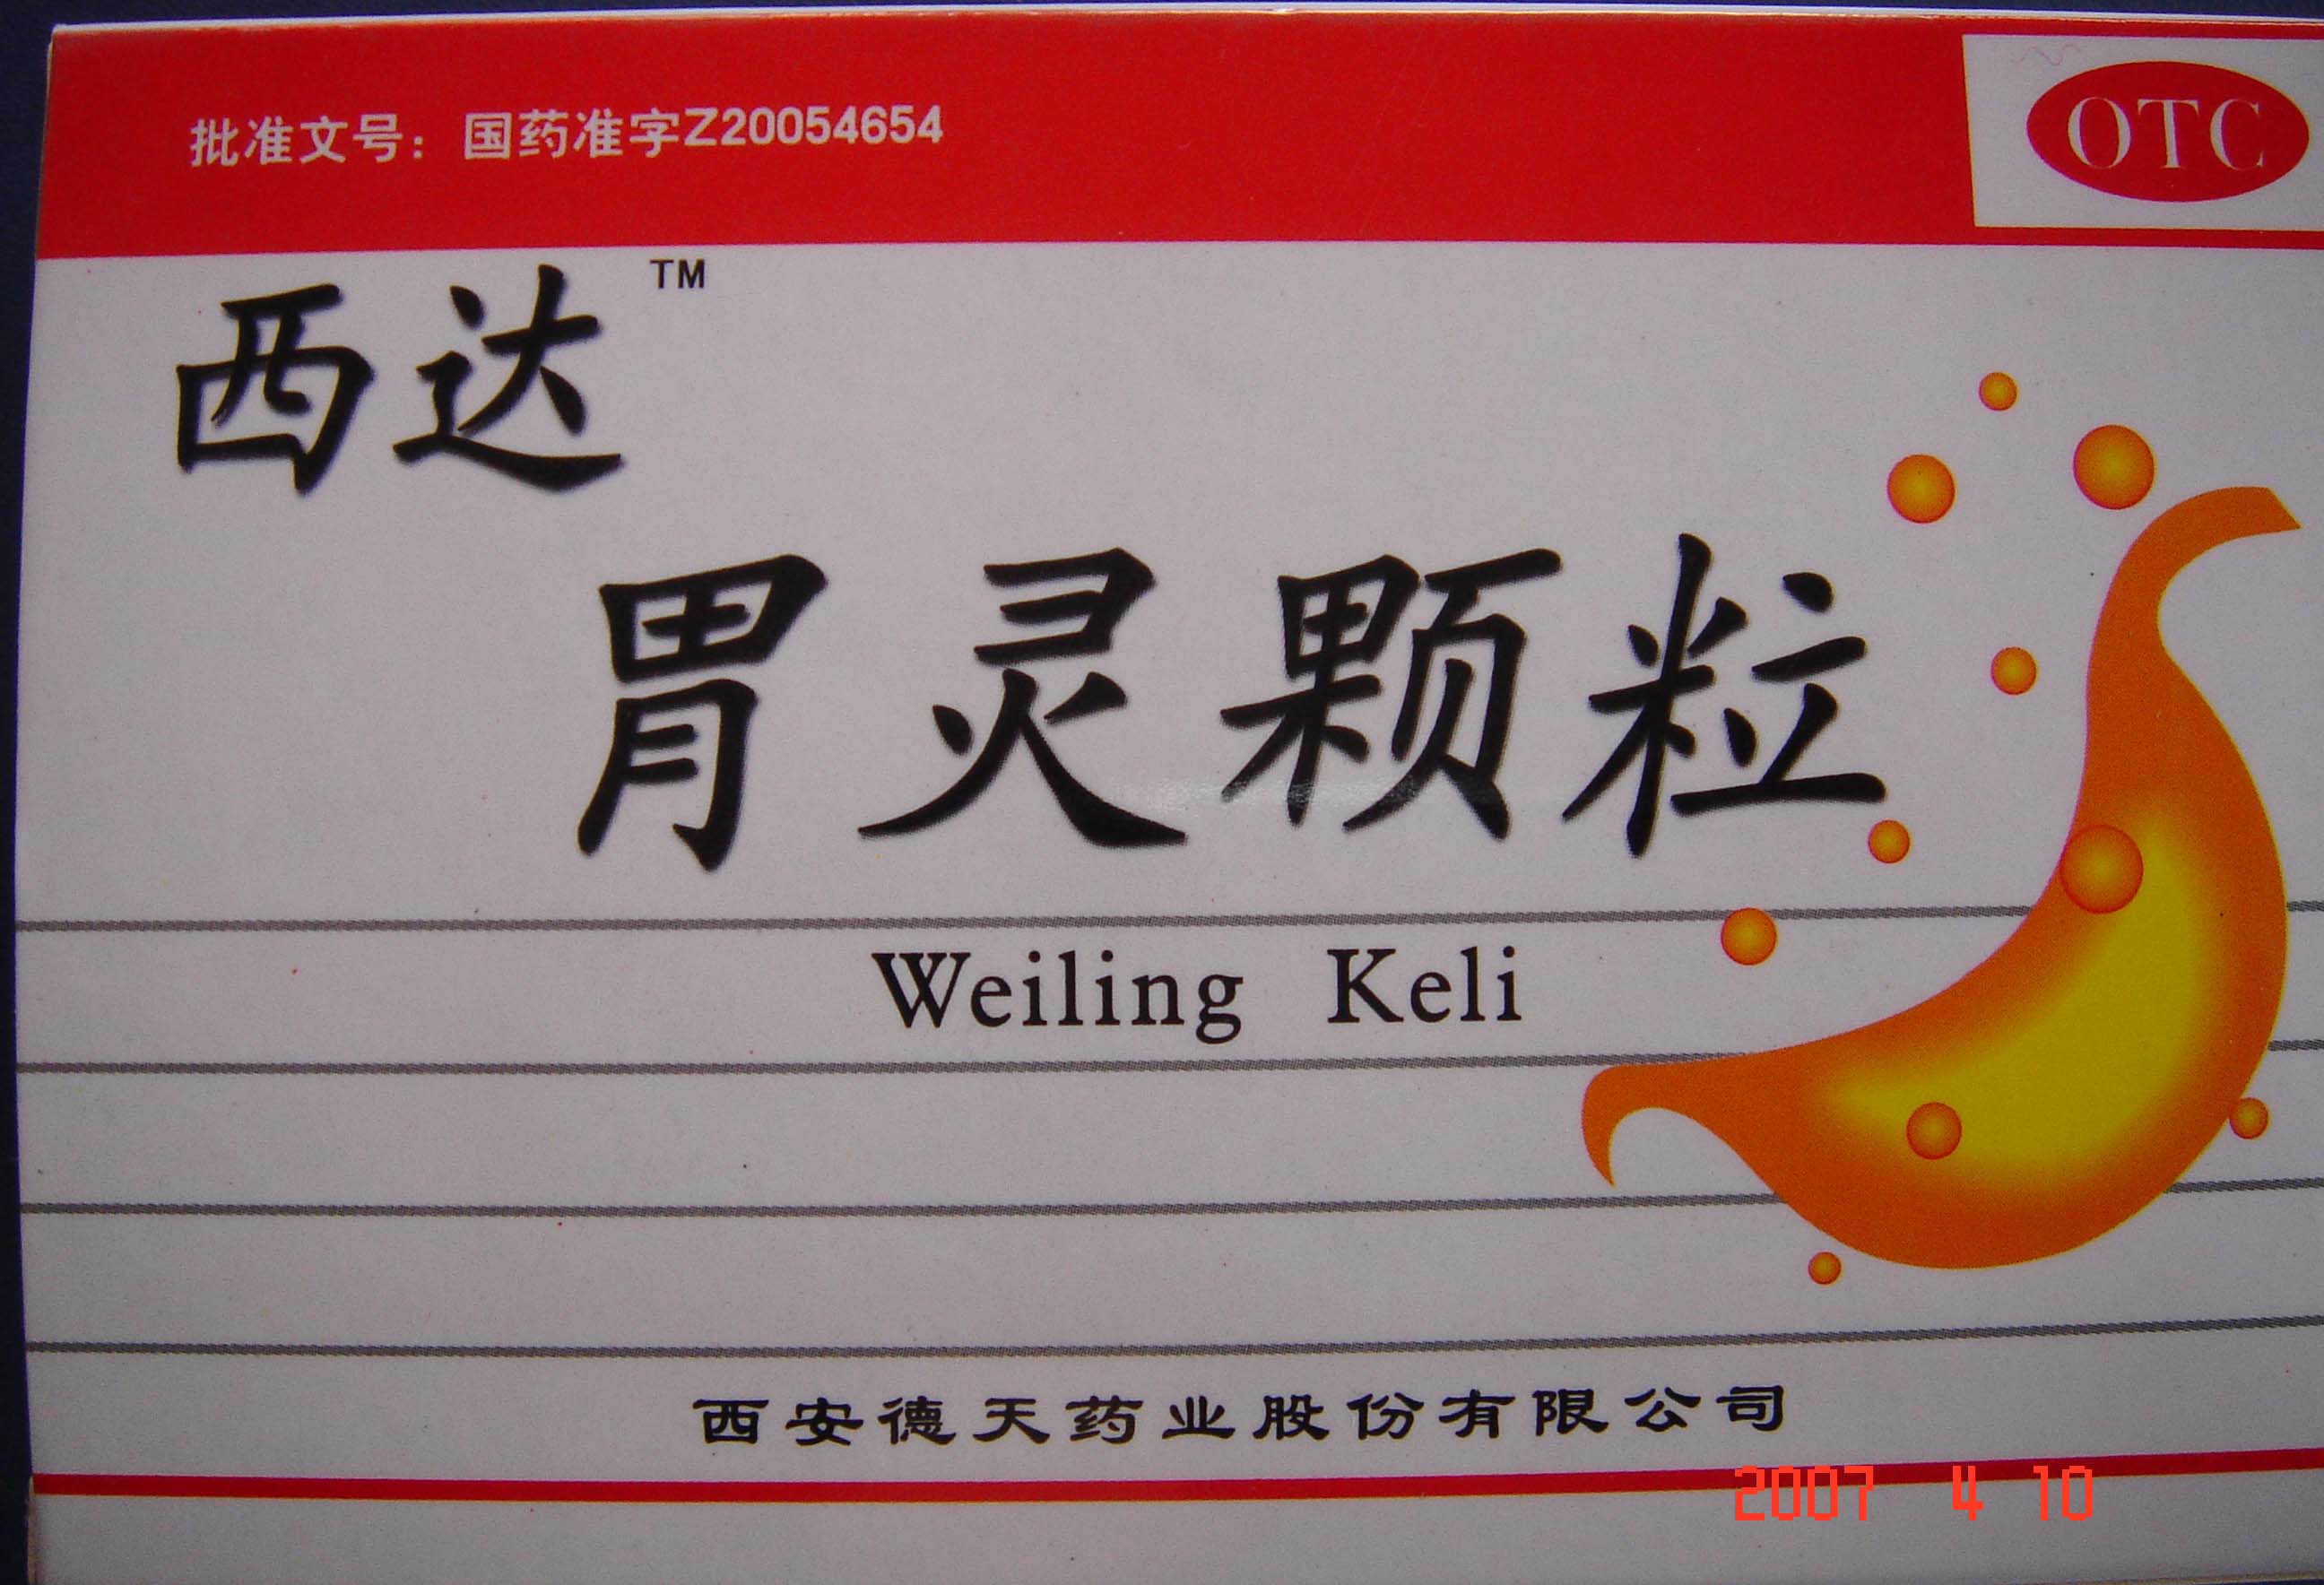 批准文号：国药准字Z20054654
OTC
西达™
胃灵颗粒
Weiling Keli
西安德天药业股份有限公司
2007 4 10